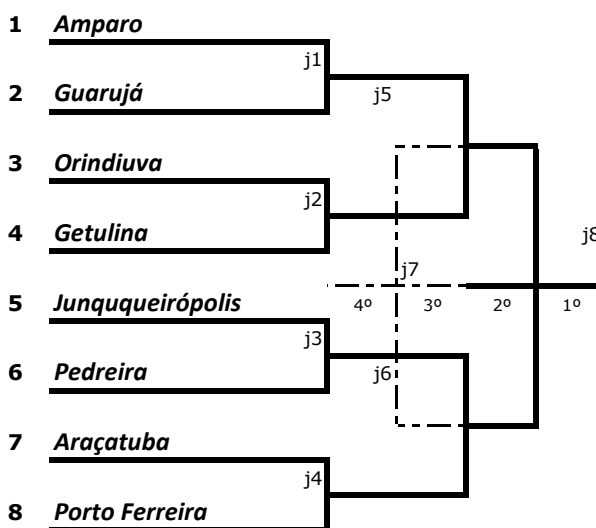 1 Amparo
j1
2 Guarujá
j5
3 Orindiuva
j2
4 Getulina
j8
j7
5 Junququeirópolis
4º 3º 2º 1º
j3
6 Pedreira
j6
7 Araçatuba
j4
8 Porto Ferreira